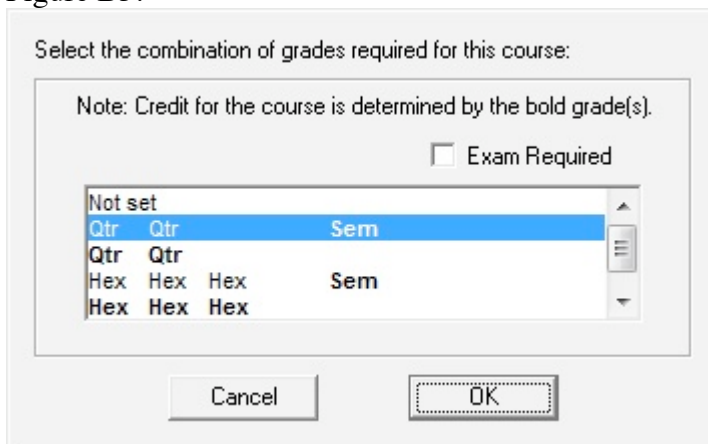 Select the combination of grades required for this course:
Note: Credit for the course is determined by the bold grade(s).
Exam Required
Not set
Qtr Qtr Sem
Qtr Qtr
Hex Hex Hex Sem
Hex Hex Hex
Cancel OK